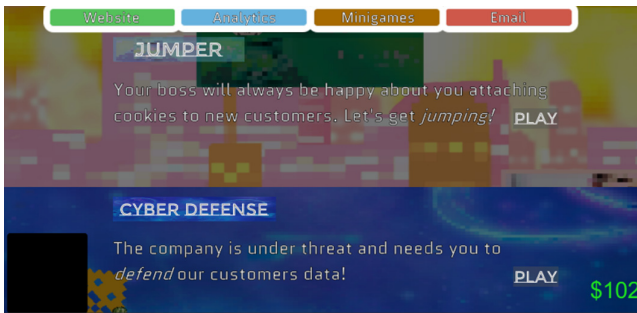 Website Analytics Minigames Email
JUMPER
Your boss will always be happy about you attaching
cookies to new customers. Let's get jumping! PLAY
CYBER DEFENSE
The company is under threat and needs you to
defend our customers data! PLAY
$102